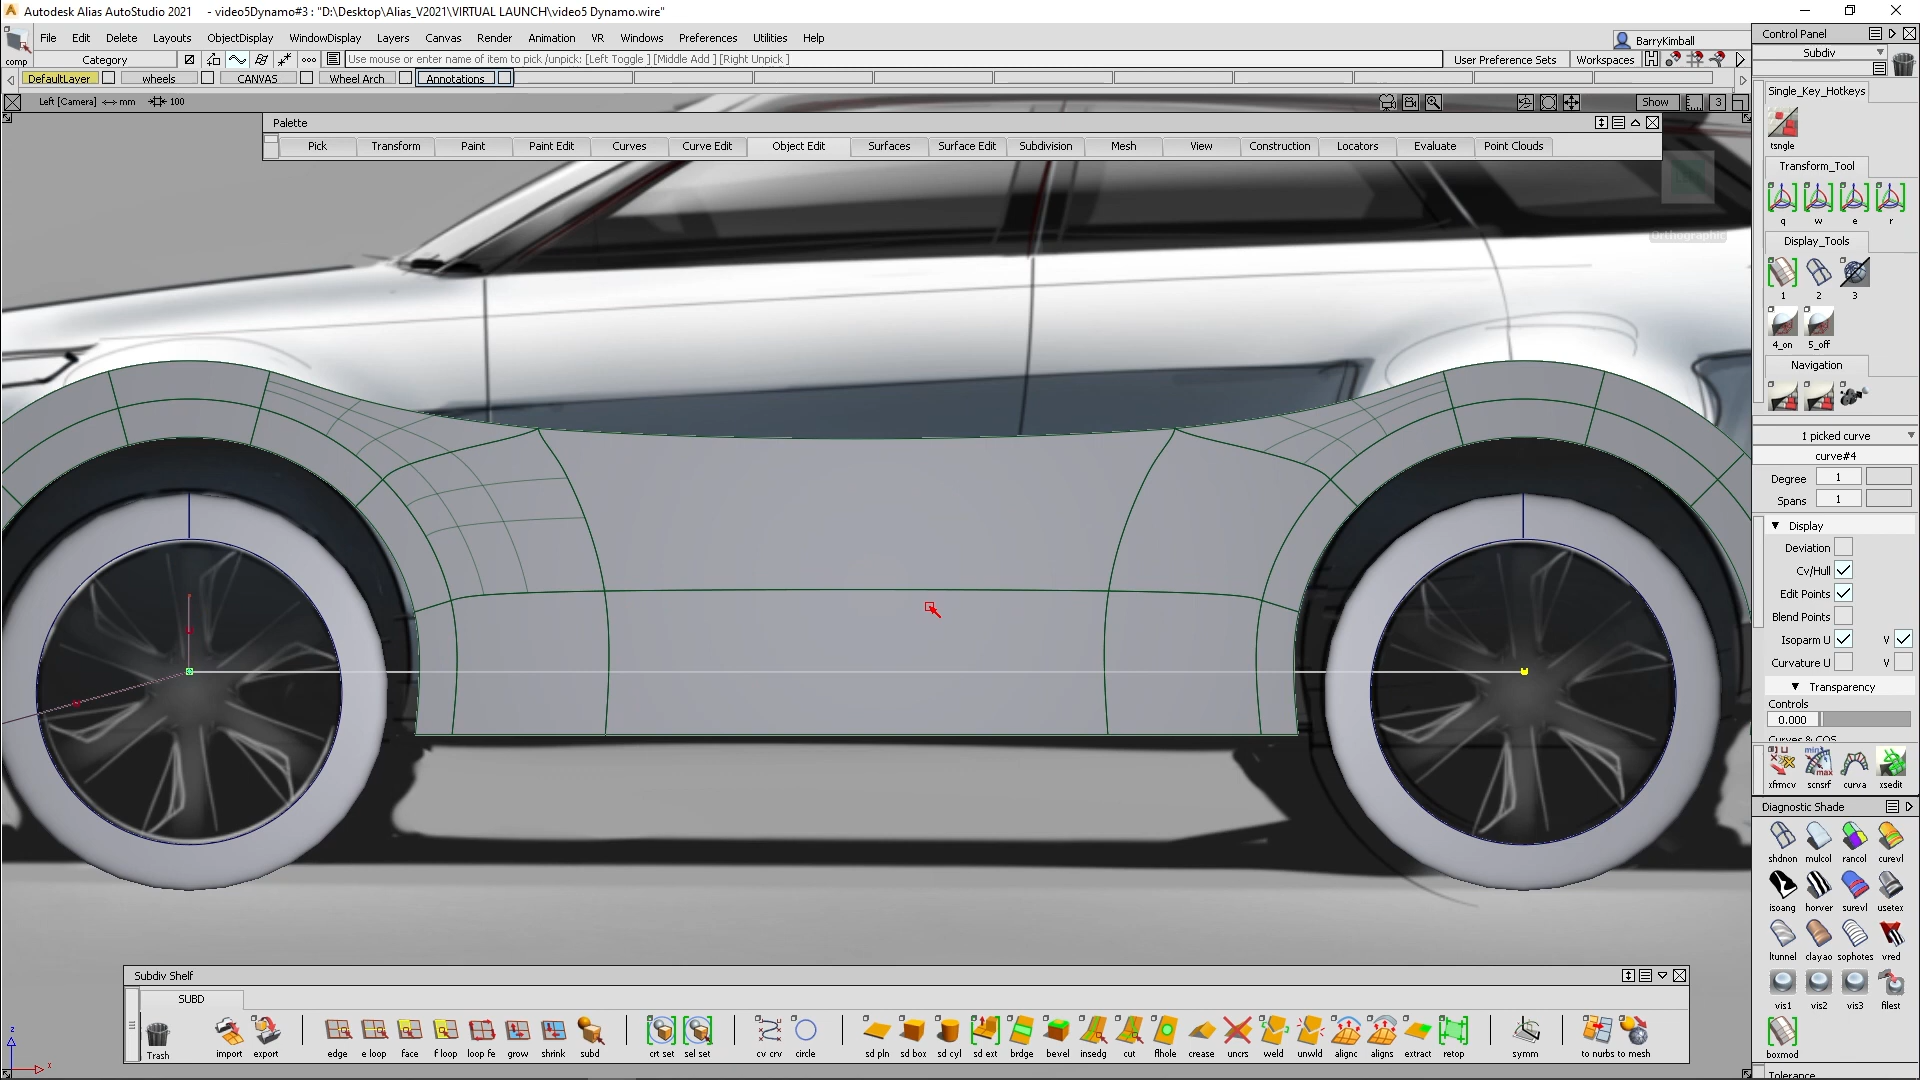 Autodesk Alias AutoStudio 2021 - video5Dynamo#3 : "D:\Desktop\Alias_V2021\VIRTUAL LAUNCH\video5 Dynamo.wire"
File Edit Delete Layouts ObjectDisplay WindowDisplay Layers Canvas Render Animation VR Windows Preferences Utilities Help
BarryKimball
comp
Category
Use mouse or enter name of item to pick /unpick: [Left Toggle ] [Middle Add ] [Right Unpick ]
User Preference Sets
Workspaces
DefaultLayer wheels CANVAS Wheel Arch Annotations
Left [Camera] <-> mm 100
Show
3
Palette
Pick Transform Paint Paint Edit Curves Curve Edit Object Edit Surfaces Surface Edit Subdivision Mesh View Construction Locators Evaluate Point Clouds
Orthographic
Control Panel
Subdiv
Single_Key_Hotkeys
tsngle
Transform_Tool
q w e r
Display_Tools
1 2 3
4_on 5_off
Navigation
1 picked curve
curve#4
Degree 1
Spans 1
Display
Deviation
Cv/Hull
Edit Points
Blend Points
Isoparm U V
Curvature U V
Transparency
Controls
0.000
Curves & COS
min
max
xfrmcv scnsrf curva xsedit
Diagnostic Shade
shdnon mulcol rancol curevl
isoang horver surevl usetex
ltunnel clayao sophotes vred
vis1 vis2 vis3 filest
boxmod
Tolerance
Subdiv Shelf
SUBD
Trash import export edge e loop face f loop loop fe grow shrink subd crt set sel set cv crv circle sd pln sd box sd cyl sd ext brdge bevel insedg cut flhole crease uncrs weld unwld alignc aligns extract retop symm to nurbs to mesh
z
x